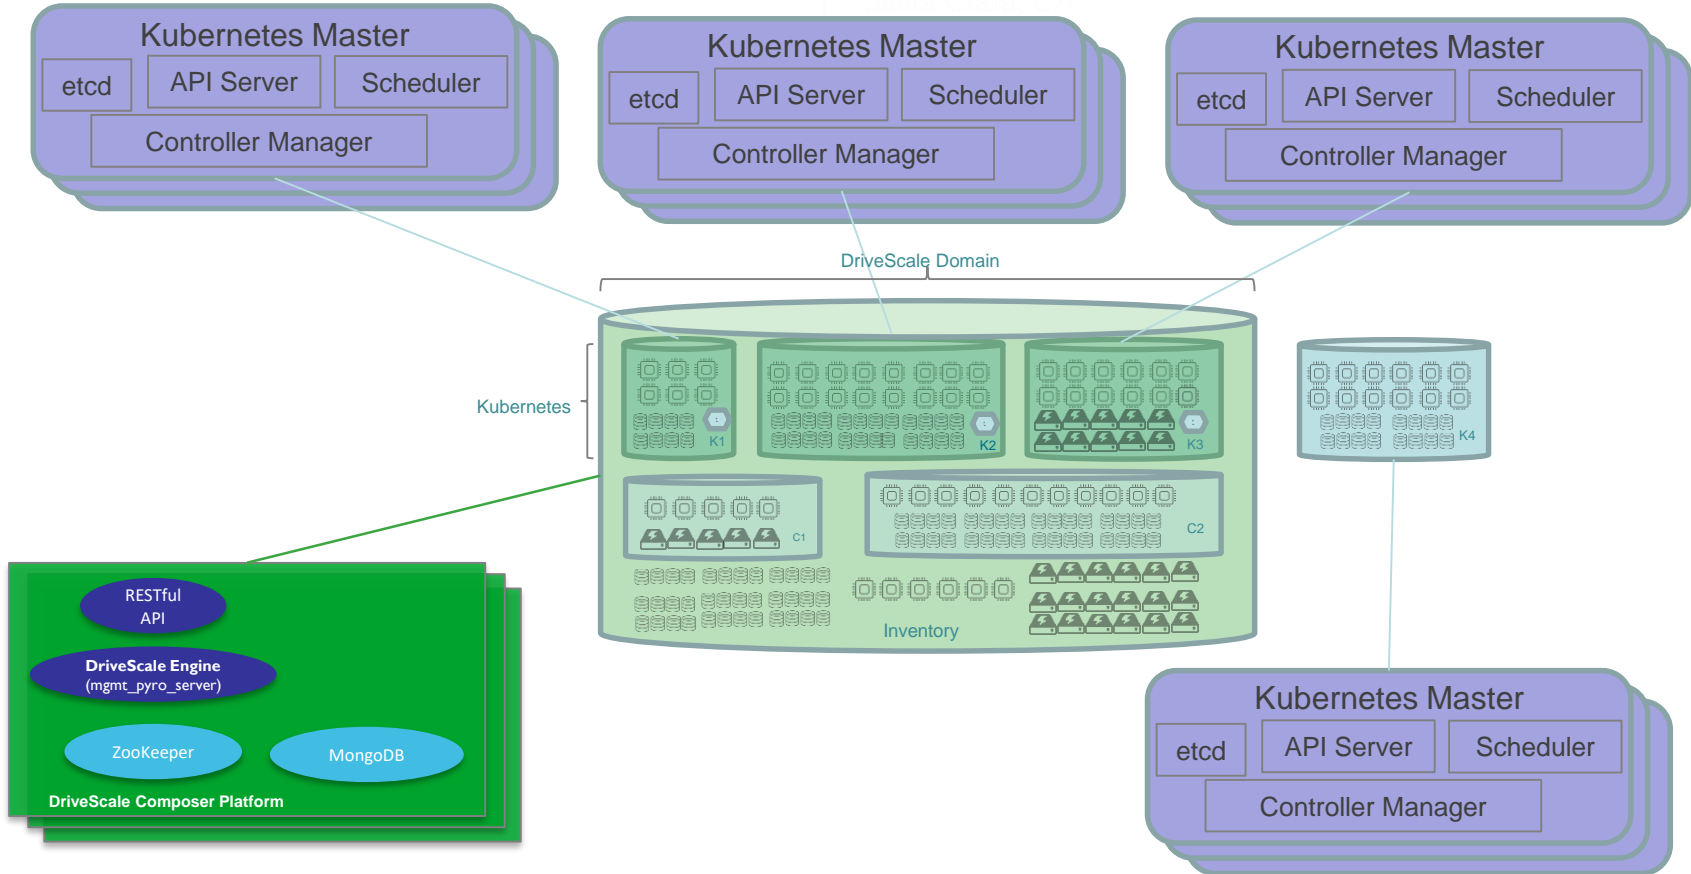 Kubernetes Master
etcd
API Server
Scheduler
Controller Manager
Kubernetes Master
etcd
API Server
Scheduler
Controller Manager
Kubernetes Master
etcd
API Server
Scheduler
Controller Manager
DriveScale Domain
Kubernetes
K1
K2
K3
K4
C1
C2
Inventory
RESTful
API
DriveScale Engine
(mgmt_pyro_server)
ZooKeeper
MongoDB
DriveScale Composer Platform
Kubernetes Master
etcd
API Server
Scheduler
Controller Manager